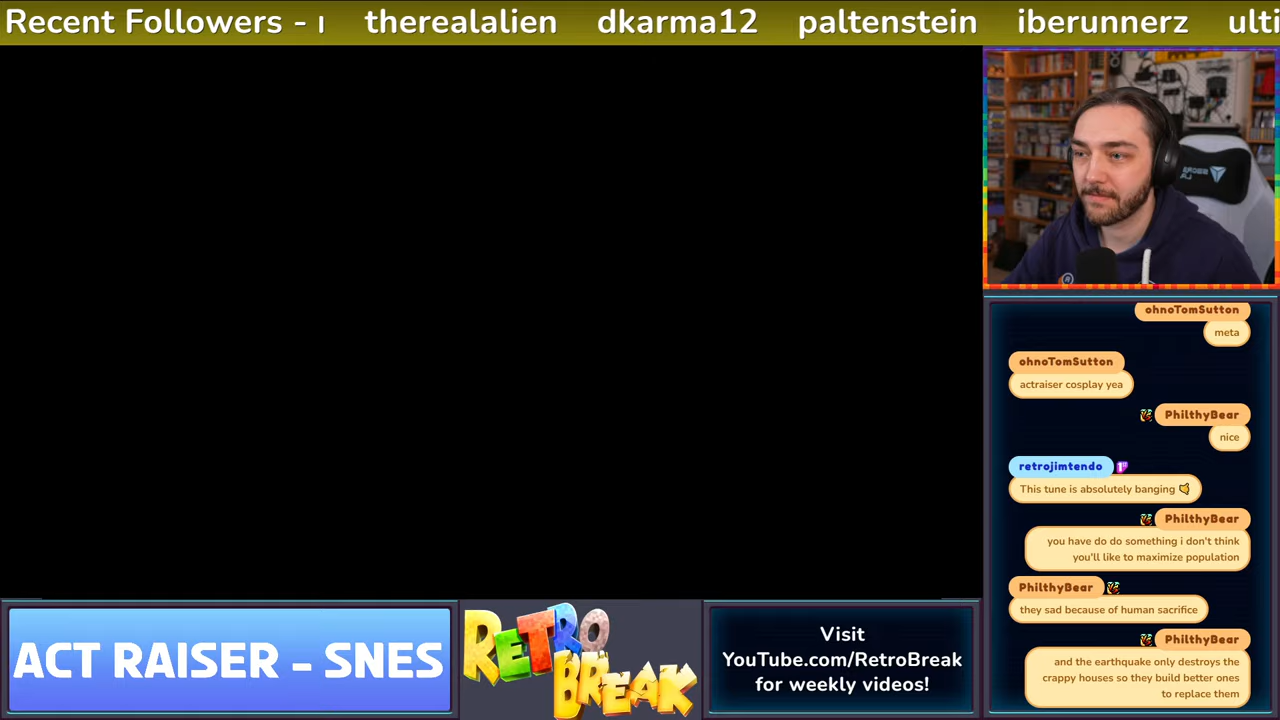 Recent Followers - therealalien dkarma12 paltenstein iberunnerz ulti
ohnoTomSutton
meta
ohnoTomSutton
actraiser cosplay yea
PhilthyBear
nice
retrojimtendo
This tune is absolutely banging
PhilthyBear
you have do do something i don't think
you'll like to maximize population
PhilthyBear
they sad because of human sacrifice
PhilthyBear
and the earthquake only destroys the
crappy houses so they build better ones
to replace them
ACT RAISER - SNES
RETRO
BREAK
Visit
YouTube.com/RetroBreak
for weekly videos!